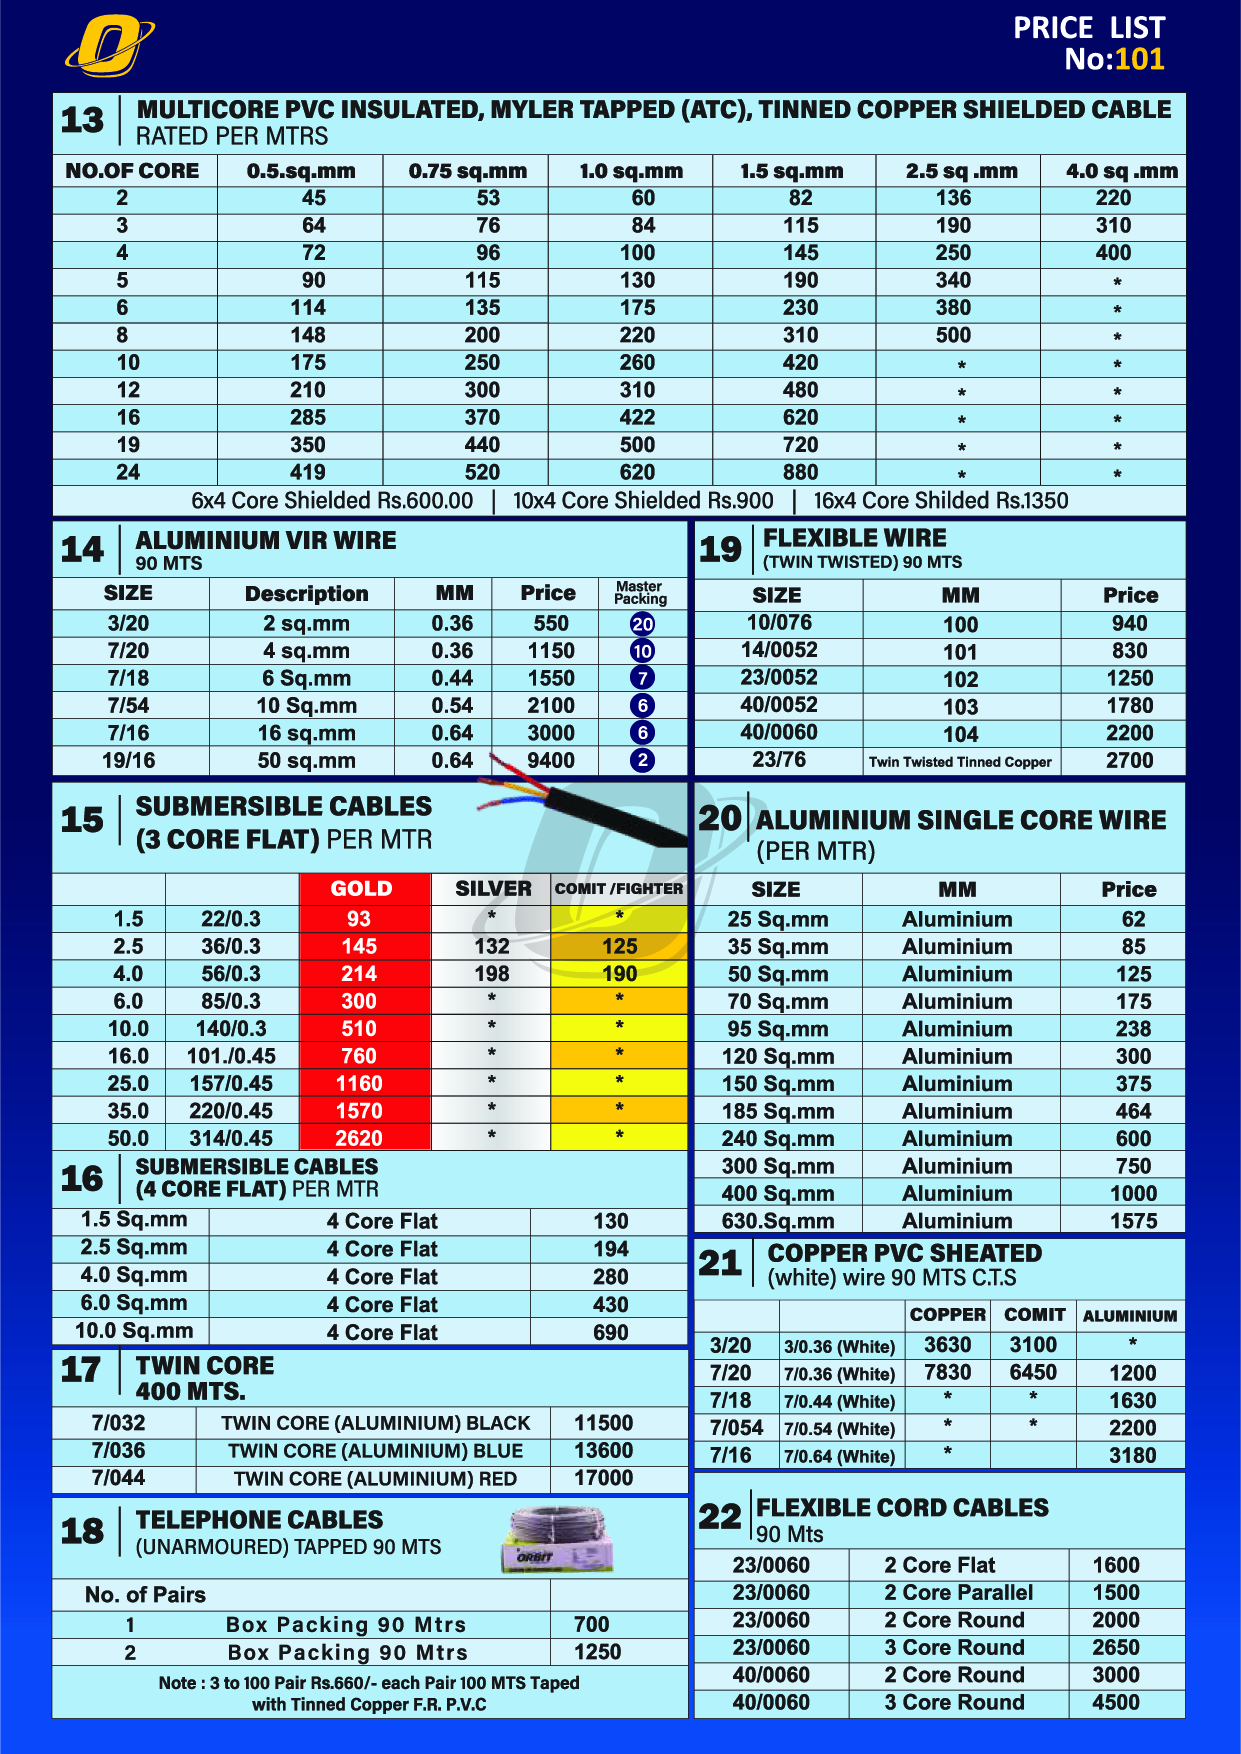 PRICE LIST
No:101
13 MULTICORE PVC INSULATED, MYLER TAPPED (ATC), TINNED COPPER SHIELDED CABLE
RATED PER MTRS
NO.OF CORE 0.5.sq.mm 0.75 sq.mm 1.0 sq.mm 1.5 sq.mm 2.5 sq .mm 4.0 sq .mm
2 45 53 60 82 136 220
3 64 76 84 115 190 310
4 72 96 100 145 250 400
5 90 115 130 190 340 *
6 114 135 175 230 380 *
8 148 200 220 310 500 *
10 175 250 260 420 * *
12 210 300 310 480 * *
16 285 370 422 620 * *
19 350 440 500 720 * *
24 419 520 620 880 * *
6x4 Core Shielded Rs.600.00 | 10x4 Core Shielded Rs.900 | 16x4 Core Shilded Rs.1350
14 ALUMINIUM VIR WIRE
90 MTS
SIZE Description MM Price Master Packing
3/20 2 sq.mm 0.36 550 20
7/20 4 sq.mm 0.36 1150 10
7/18 6 Sq.mm 0.44 1550 7
7/54 10 Sq.mm 0.54 2100 6
7/16 16 sq.mm 0.64 3000 6
19/16 50 sq.mm 0.64 9400 2
15 SUBMERSIBLE CABLES
(3 CORE FLAT) PER MTR
GOLD SILVER COMIT /FIGHTER
1.5 22/0.3 93 * *
2.5 36/0.3 145 132 125
4.0 56/0.3 214 198 190
6.0 85/0.3 300 * *
10.0 140/0.3 510 * *
16.0 101./0.45 760 * *
25.0 157/0.45 1160 * *
35.0 220/0.45 1570 * *
50.0 314/0.45 2620 * *
16 SUBMERSIBLE CABLES
(4 CORE FLAT) PER MTR
1.5 Sq.mm 4 Core Flat 130
2.5 Sq.mm 4 Core Flat 194
4.0 Sq.mm 4 Core Flat 280
6.0 Sq.mm 4 Core Flat 430
10.0 Sq.mm 4 Core Flat 690
17 TWIN CORE
400 MTS.
7/032 TWIN CORE (ALUMINIUM) BLACK 11500
7/036 TWIN CORE (ALUMINIUM) BLUE 13600
7/044 TWIN CORE (ALUMINIUM) RED 17000
18 TELEPHONE CABLES
(UNARMOURED) TAPPED 90 MTS
ORBIT
No. of Pairs
1 Box Packing 90 Mtrs 700
2 Box Packing 90 Mtrs 1250
Note : 3 to 100 Pair Rs.660/- each Pair 100 MTS Taped
with Tinned Copper F.R. P.V.C
19 FLEXIBLE WIRE
(TWIN TWISTED) 90 MTS
SIZE MM Price
10/076 100 940
14/0052 101 830
23/0052 102 1250
40/0052 103 1780
40/0060 104 2200
23/76 Twin Twisted Tinned Copper 2700
20 ALUMINIUM SINGLE CORE WIRE
(PER MTR)
SIZE MM Price
25 Sq.mm Aluminium 62
35 Sq.mm Aluminium 85
50 Sq.mm Aluminium 125
70 Sq.mm Aluminium 175
95 Sq.mm Aluminium 238
120 Sq.mm Aluminium 300
150 Sq.mm Aluminium 375
185 Sq.mm Aluminium 464
240 Sq.mm Aluminium 600
300 Sq.mm Aluminium 750
400 Sq.mm Aluminium 1000
630.Sq.mm Aluminium 1575
21 COPPER PVC SHEATED
(white) wire 90 MTS C.T.S
COPPER COMIT ALUMINIUM
3/20 3/0.36 (White) 3630 3100 *
7/20 7/0.36 (White) 7830 6450 1200
7/18 7/0.44 (White) * * 1630
7/054 7/0.54 (White) * * 2200
7/16 7/0.64 (White) * 3180
22 FLEXIBLE CORD CABLES
90 Mts
23/0060 2 Core Flat 1600
23/0060 2 Core Parallel 1500
23/0060 2 Core Round 2000
23/0060 3 Core Round 2650
40/0060 2 Core Round 3000
40/0060 3 Core Round 4500